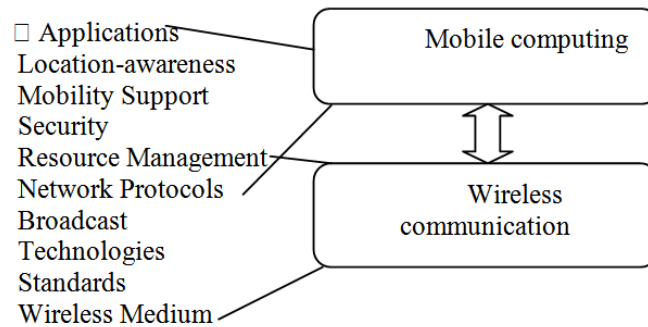 □ Applications
Location-awareness
Mobility Support
Security
Resource Management
Network Protocols
Broadcast
Technologies
Standards
Wireless Medium
Mobile computing
Wireless
communication